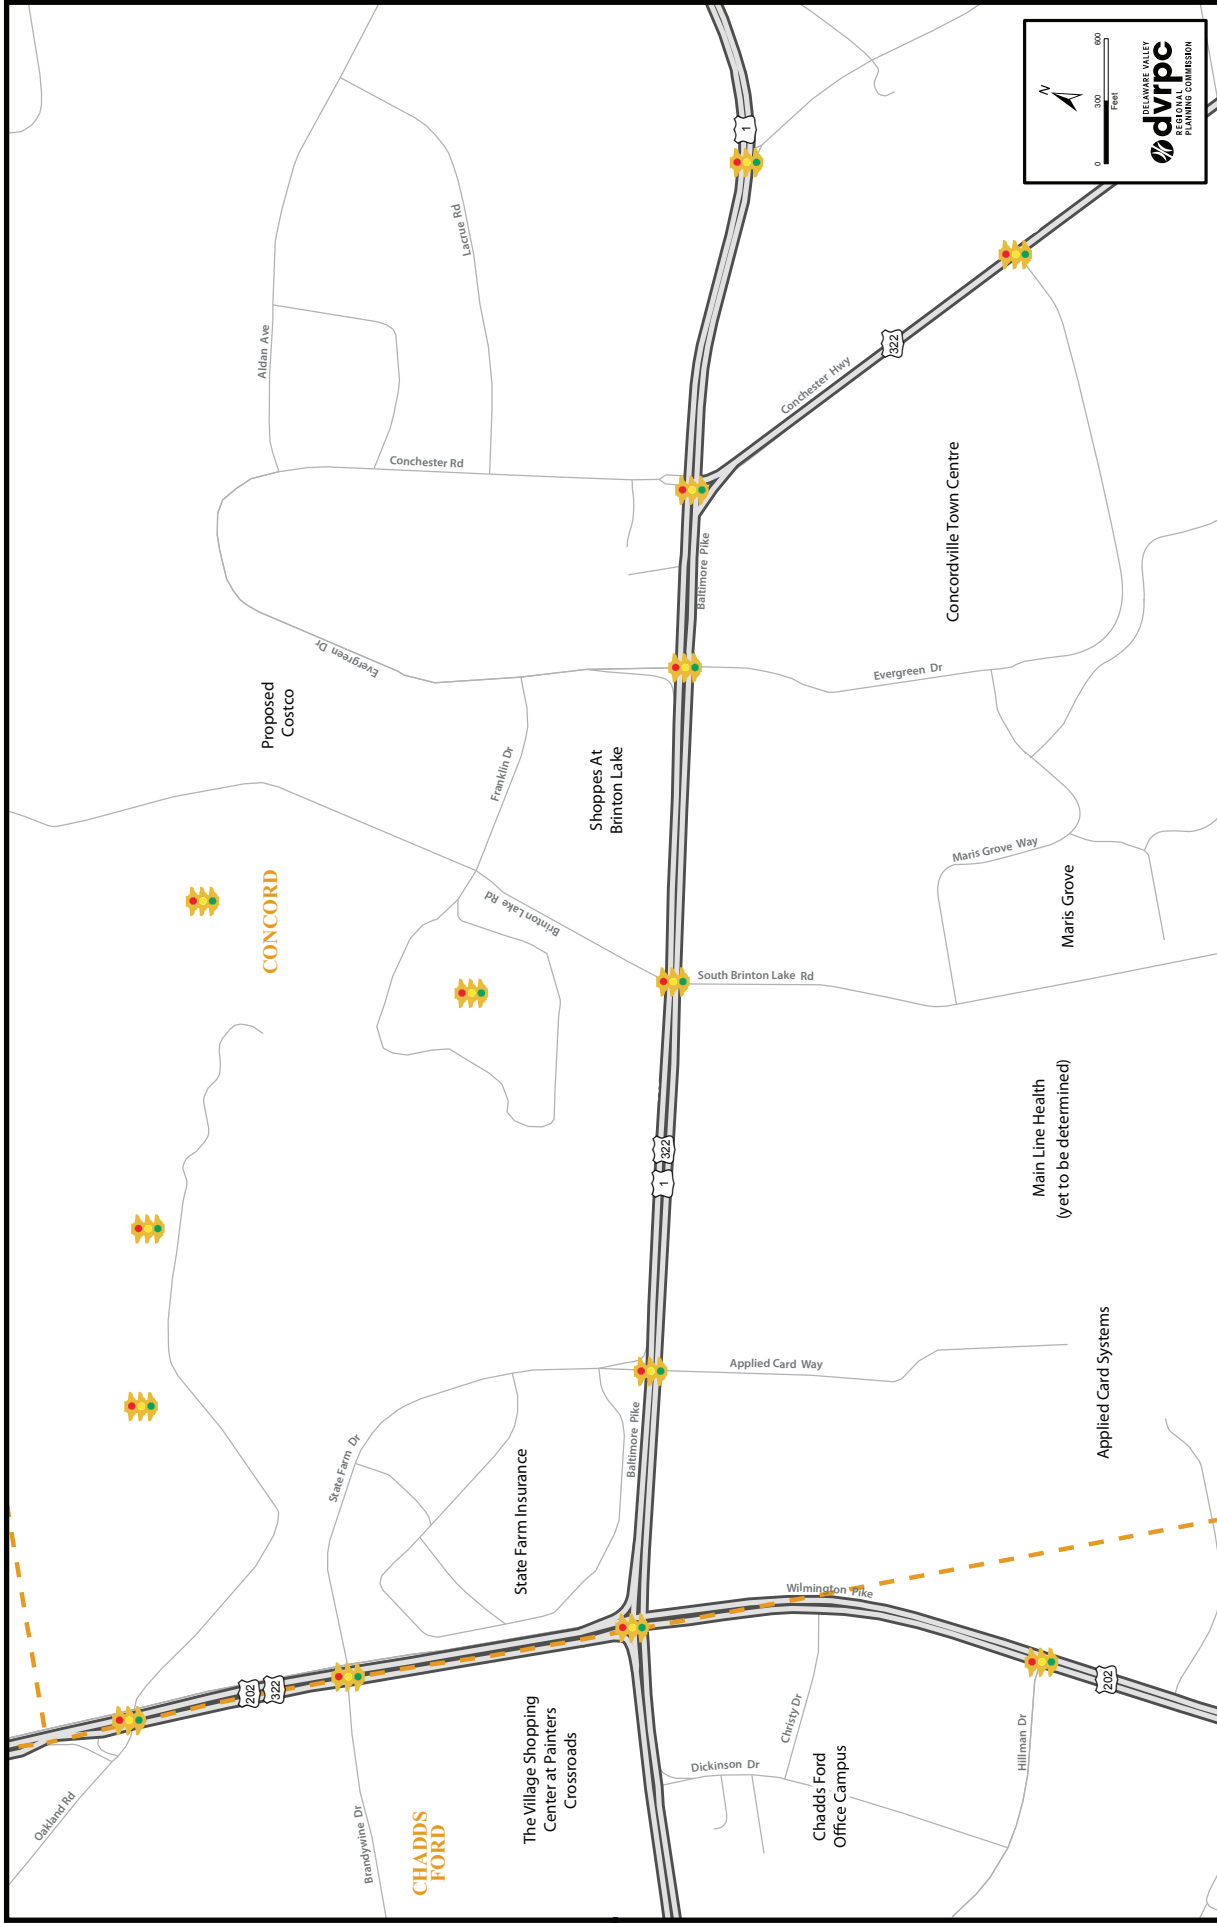 Oakland Rd
202
322
Brandywine Dr
CHADDS
FORD
State Farm Dr
State Farm Insurance
The Village Shopping
Center at Painters
Crossroads
Baltimore Pike
Wilmington Pike
Christy Dr
Dickinson Dr
Chadds Ford
Office Campus
Hillman Dr
202
Applied Card Way
Applied Card Systems
1
322
Main Line Health
(yet to be determined)
CONCORD
Brinton Lake Rd
South Brinton Lake Rd
Franklin Dr
Shoppes At
Brinton Lake
Maris Grove Way
Maris Grove
Proposed
Costco
Evergreen Dr
Evergreen Dr
Baltimore Pike
Concordville Town Centre
Conchester Rd
Aldan Ave
Lacrue Rd
Conchester Hwy
322
1
N
0
300
600
Feet
DELAWARE VALLEY
dvrpc
REGIONAL
PLANNING COMMISSION